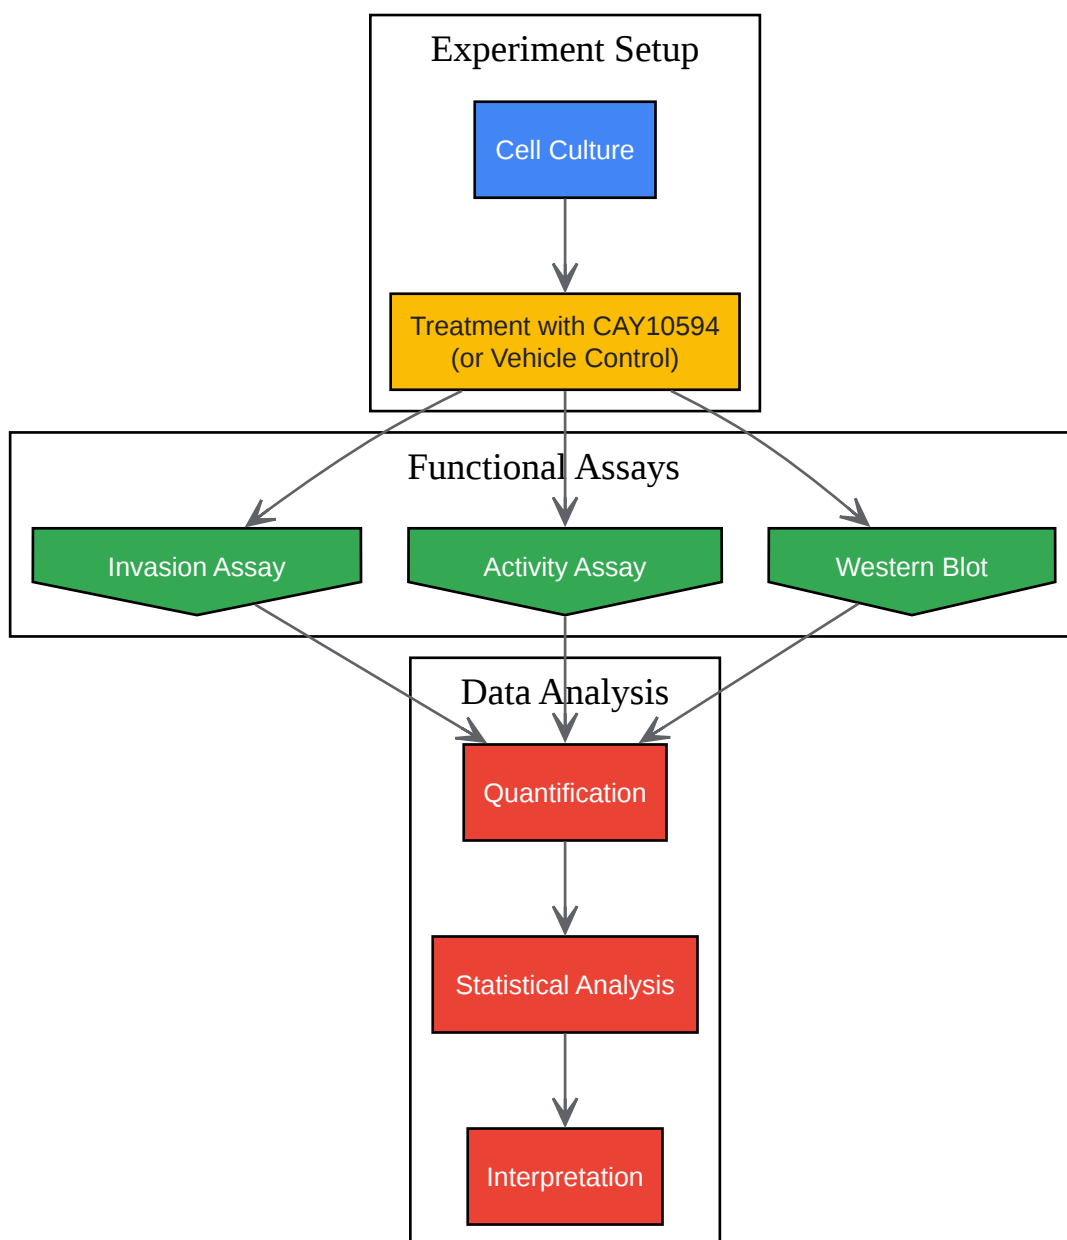 Experiment Setup
Cell Culture
Treatment with CAY10594
(or Vehicle Control)
Functional Assays
Invasion Assay
Activity Assay
Western Blot
Data Analysis
Quantification
Statistical Analysis
Interpretation